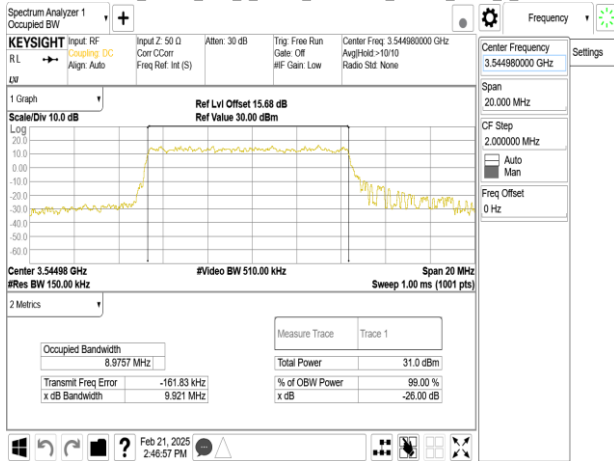 Spectrum Analyzer 1
Occupied BW
Frequency
KEYSIGHT
RL
Input: RF
Coupling: DC
Align: Auto
Input Z: 50 Ω
Corr CCorr
Freq Ref: Int (S)
Atten: 30 dB
Trig: Free Run
Gate: Off
#IF Gain: Low
Center Freq: 3.544980000 GHz
Avg|Hold:>10/10
Radio Std: None
Center Frequency
3.544980000 GHz
Settings
Span
20.000 MHz
CF Step
2.000000 MHz
Auto
Man
Freq Offset
0 Hz
1 Graph
Scale/Div 10.0 dB
Ref Lvl Offset 15.68 dB
Ref Value 30.00 dBm
Log
20.0
10.0
0.00
-10.0
-20.0
-30.0
-40.0
-50.0
-60.0
Center 3.54498 GHz
#Video BW 510.00 kHz
Span 20 MHz
#Res BW 150.00 kHz
Sweep 1.00 ms (1001 pts)
2 Metrics
Measure Trace Trace 1
Occupied Bandwidth
8.9757 MHz
Total Power 31.0 dBm
Transmit Freq Error -161.83 kHz
% of OBW Power 99.00 %
x dB Bandwidth 9.921 MHz
x dB -26.00 dB
?
Feb 21, 2025
2:46:57 PM